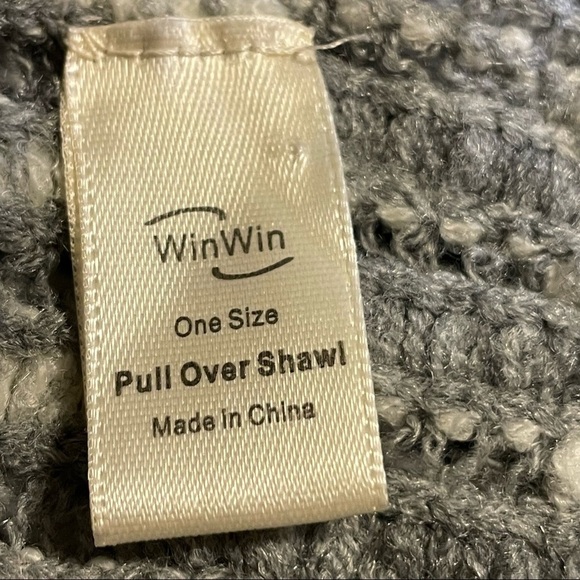 WinWin
One Size
Pull Over Shawl
Made in China